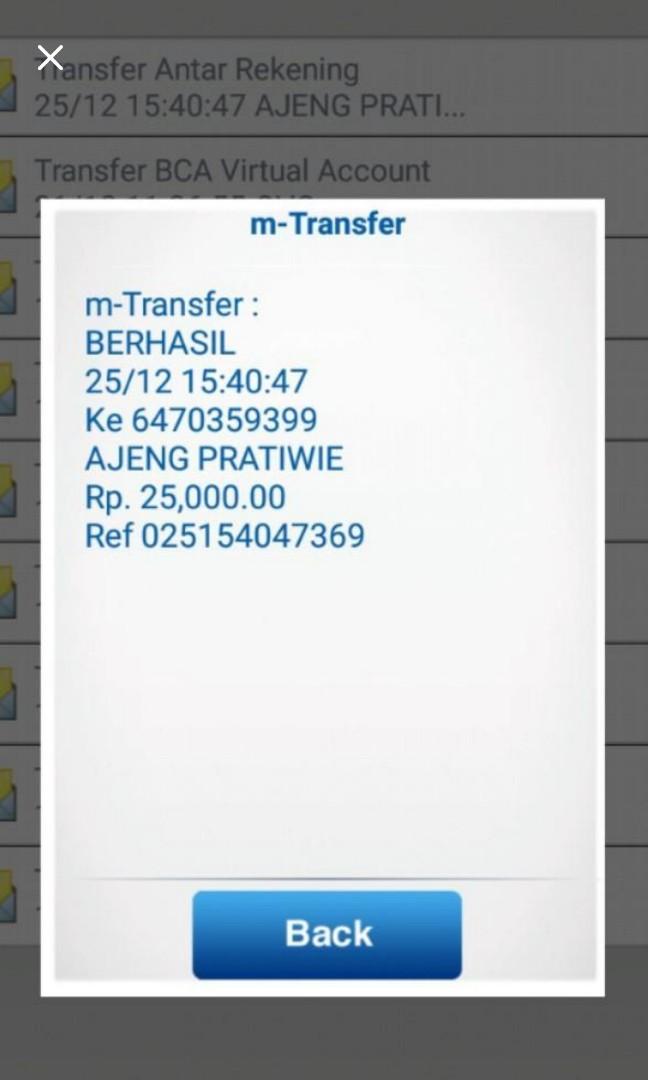 Transfer Antar Rekening
25/12 15:40:47 AJENG PRATI...
Transfer BCA Virtual Account
m-Transfer
m-Transfer :
BERHASIL
25/12 15:40:47
Ke 6470359399
AJENG PRATIWIE
Rp. 25,000.00
Ref 025154047369
Back